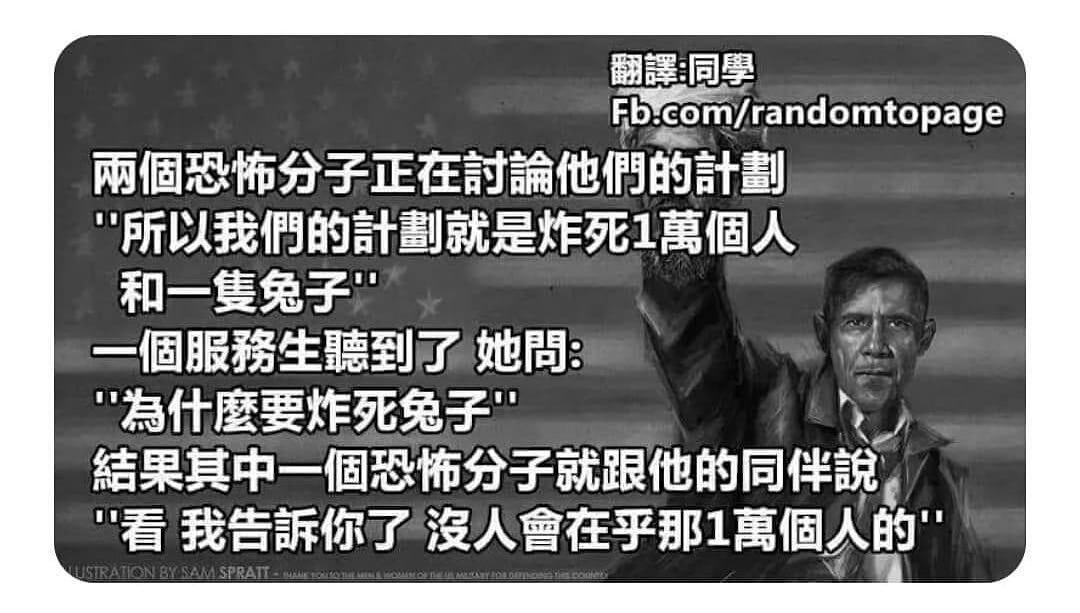 翻譯:同學
Fb.com/randomtopage
兩個恐怖分子正在討論他們的計劃
''所以我們的計劃就是炸死1萬個人
和一隻兔子''
一個服務生聽到了 她問:
''為什麼要炸死兔子''
結果其中一個恐怖分子就跟他的同伴說
''看 我告訴你了 沒人會在乎那1萬個人的''
LUSTRATION BY SAM SPRATT - THANK YOU TO THE MEN & WOMEN OF THE US MILITARY FOR DEFENDING THIS COUNTRY